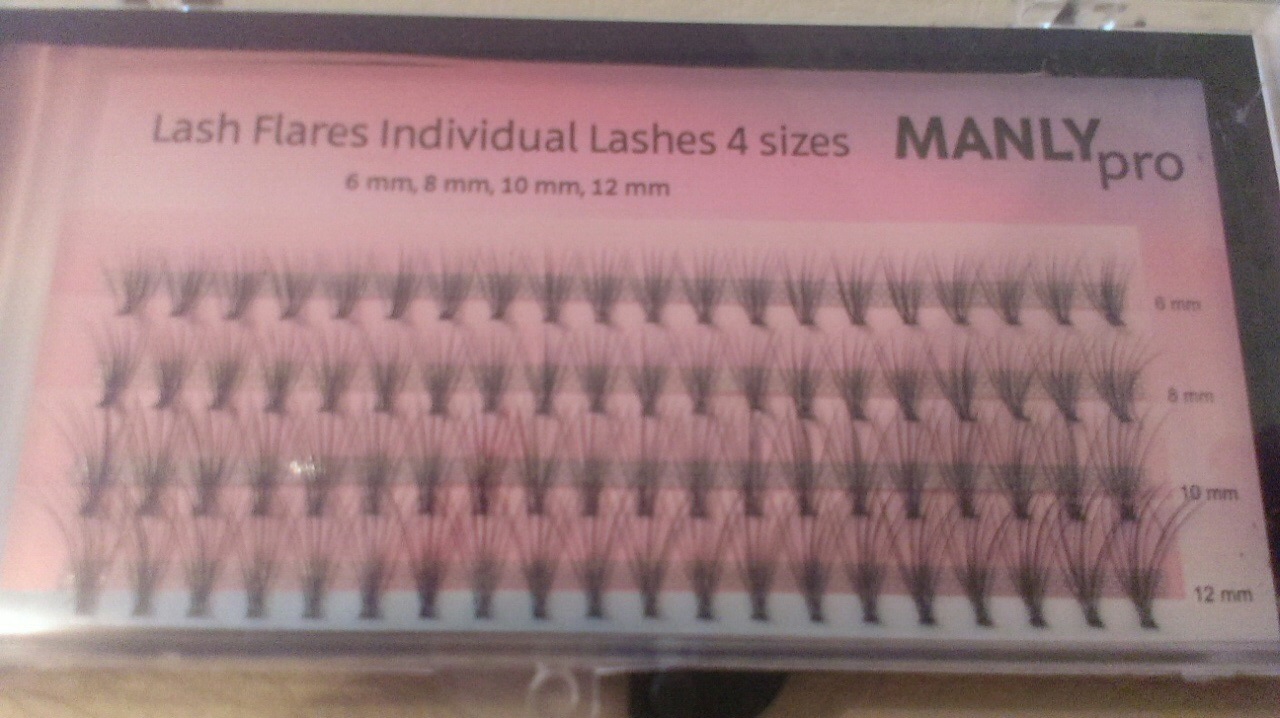 Lash Flares Individual Lashes 4 sizes
MANLY pro
6 mm, 8 mm, 10 mm, 12 mm
6 mm
8 mm
10 mm
12 mm